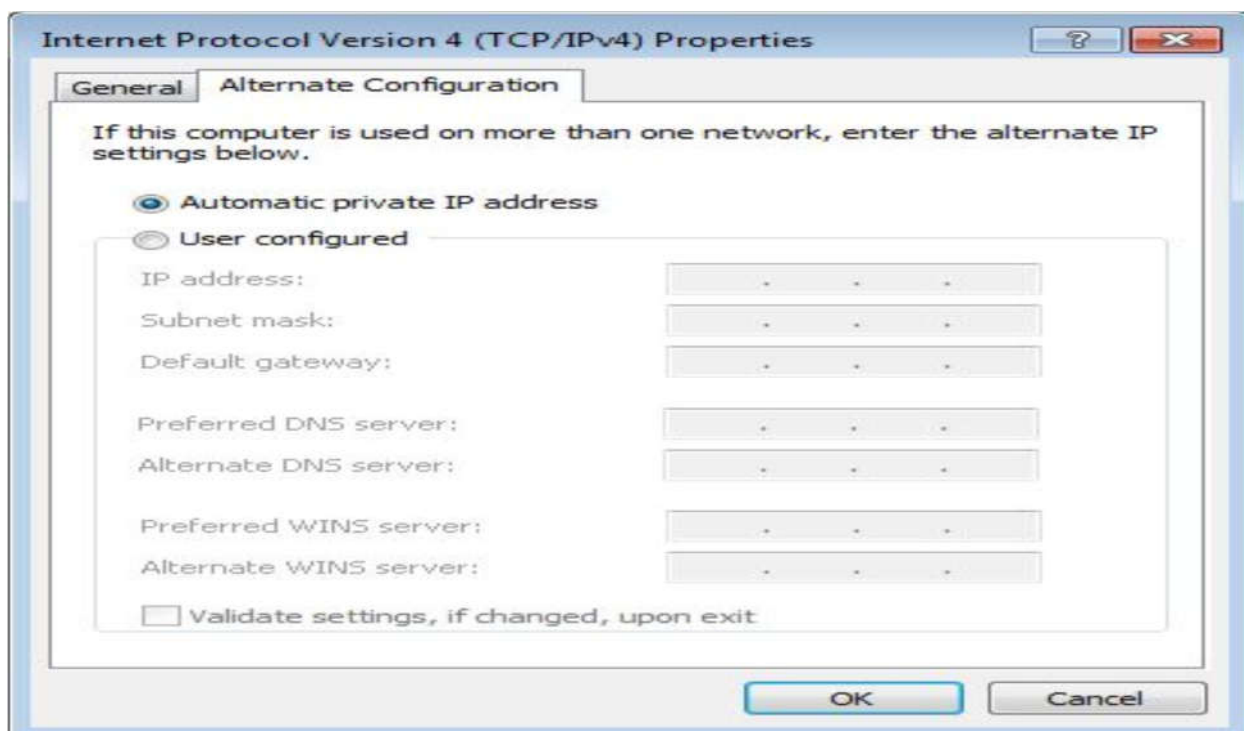 Internet Protocol Version 4 (TCP/IPv4) Properties
General
Alternate Configuration
If this computer is used on more than one network, enter the alternate IP
settings below.
Automatic private IP address
User configured
IP address:
Subnet mask:
Default gateway:
Preferred DNS server:
Alternate DNS server:
Preferred WINS server:
Alternate WINS server:
Validate settings, if changed, upon exit
OK
Cancel